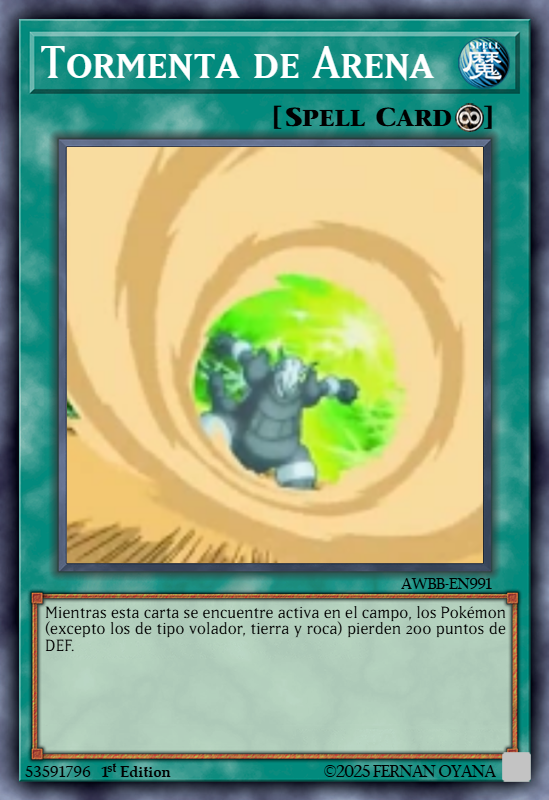 Tormenta de Arena
SPELL
魔
[Spell Card]
AWBB-EN991
Mientras esta carta se encuentre activa en el campo, los Pokémon
(excepto los de tipo volador, tierra y roca) pierden 200 puntos de
DEF.
53591796 1st Edition ©2025 FERNAN OYANA